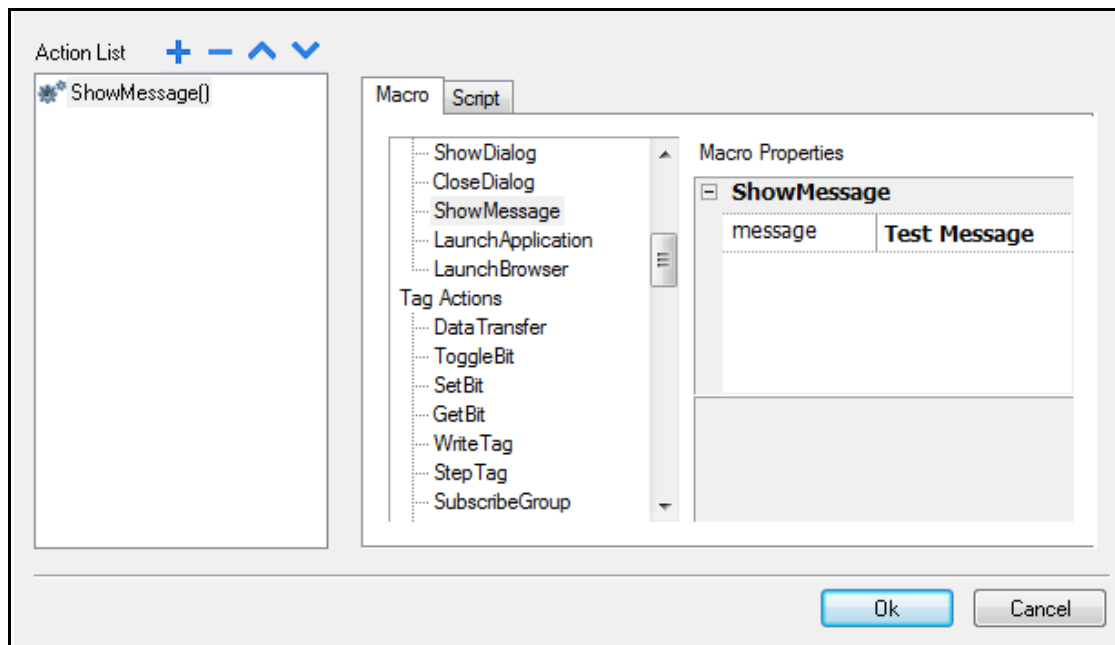 Action List
ShowMessage()
Macro
Script
ShowDialog
CloseDialog
ShowMessage
LaunchApplication
LaunchBrowser
Tag Actions
DataTransfer
ToggleBit
SetBit
GetBit
WriteTag
StepTag
SubscribeGroup
Macro Properties
ShowMessage
message Test Message
Ok
Cancel